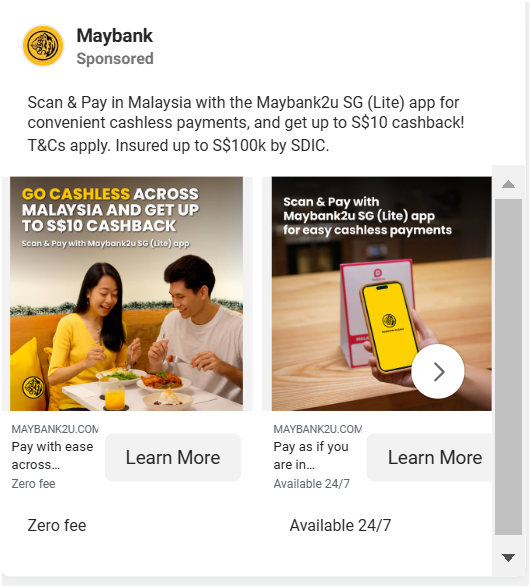 Maybank
Sponsored
Scan & Pay in Malaysia with the Maybank2u SG (Lite) app for
convenient cashless payments, and get up to S$10 cashback!
T&Cs apply. Insured up to S$100k by SDIC.
GO CASHLESS ACROSS
MALAYSIA AND GET UP
TO S$10 CASHBACK
Scan & Pay with Maybank2u SG (Lite) app
Scan & Pay with
Maybank2u SG (Lite) app
for easy cashless payments
MAYBANK2U.COM
Pay with ease
across...
Zero fee
Learn More
MAYBANK2U.COM
Pay as if you
are in...
Available 24/7
Learn More
Zero fee
Available 24/7